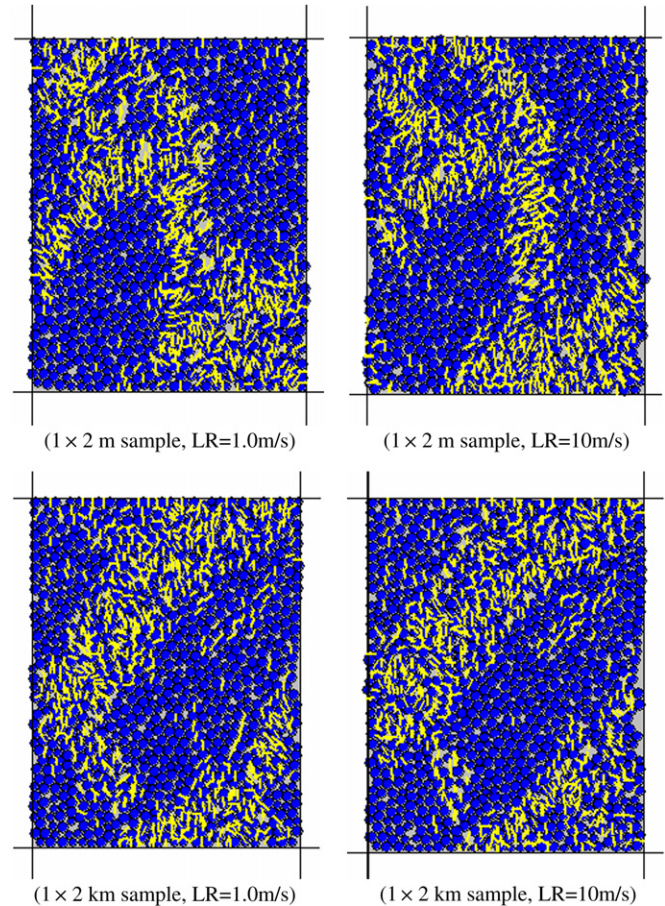 (1 × 2 m sample, LR=1.0m/s)
(1 × 2 m sample, LR=10m/s)
(1 × 2 km sample, LR=1.0m/s)
(1 × 2 km sample, LR=10m/s)